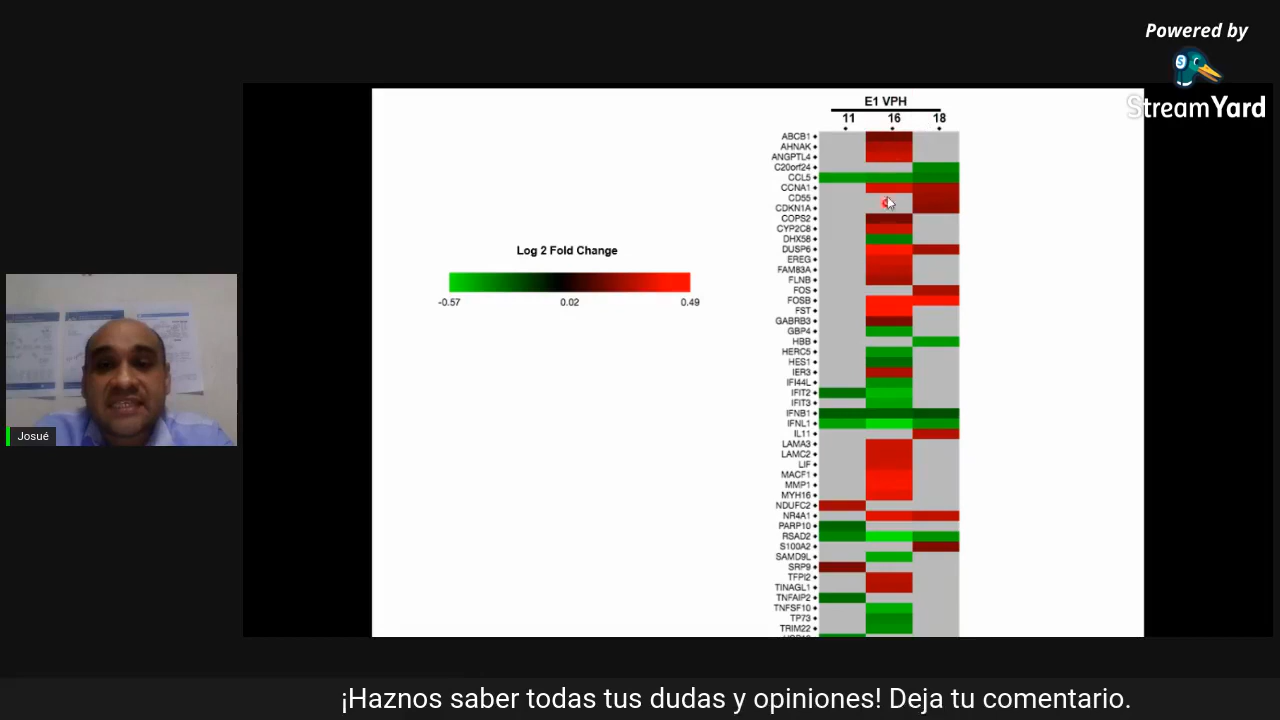 Powered by
StreamYard
E1 VPH
11 16 18
ABCB1
AHNAK
ANGPTL4
C20orf24
CCL5
CCNA1
CD55
CDKN1A
COPS2
CYP2C8
DHX58
DUSP6
EREG
FAM83A
FLNB
FOS
FOSB
FST
GABRB3
GBP4
HBB
HERC5
HES1
IER3
IFI44L
IFIT2
IFIT3
IFNB1
IFNL1
IL11
LAMA3
LAMC2
LIF
MACF1
MMP1
MYH16
NDUFC2
NR4A1
PARP10
RSAD2
S100A2
SAMD9L
SRP9
TFPI2
TINAGL1
TNFAIP2
TNFSF10
TP73
TRIM22
Log 2 Fold Change
-0.57 0.02 0.49
Josué
¡Haznos saber todas tus dudas y opiniones! Deja tu comentario.